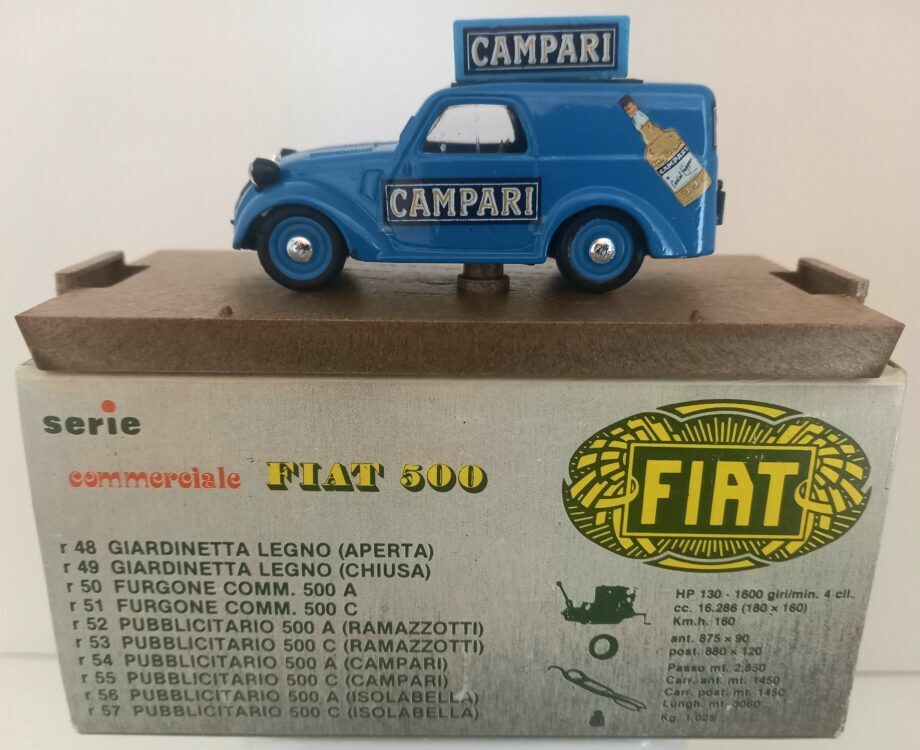 CAMPARI
CAMPARI
CAMPARI
serie
commerciale FIAT 500
FIAT
r 48 GIARDINETTA LEGNO (APERTA)
r 49 GIARDINETTA LEGNO (CHIUSA)
r 50 FURGONE COMM. 500 A
r 51 FURGONE COMM. 500 C
r 52 PUBBLICITARIO 500 A (RAMAZZOTTI)
r 53 PUBBLICITARIO 500 C (RAMAZZOTTI)
r 54 PUBBLICITARIO 500 A (CAMPARI)
r 55 PUBBLICITARIO 500 C (CAMPARI)
r 56 PUBBLICITARIO 500 A (ISOLABELLA)
r 57 PUBBLICITARIO 500 C (ISOLABELLA)
HP 130 - 1600 giri/min. 4 cil.
cc. 16.286 (180 × 160)
Km.h. 160
ant. 875 × 90
post. 880 × 120
Passo mt. 2,850
Carr. ant. mt. 1450
Carr. post. mt. 1450
Lungh. mt. 3060
Kg. 1,025